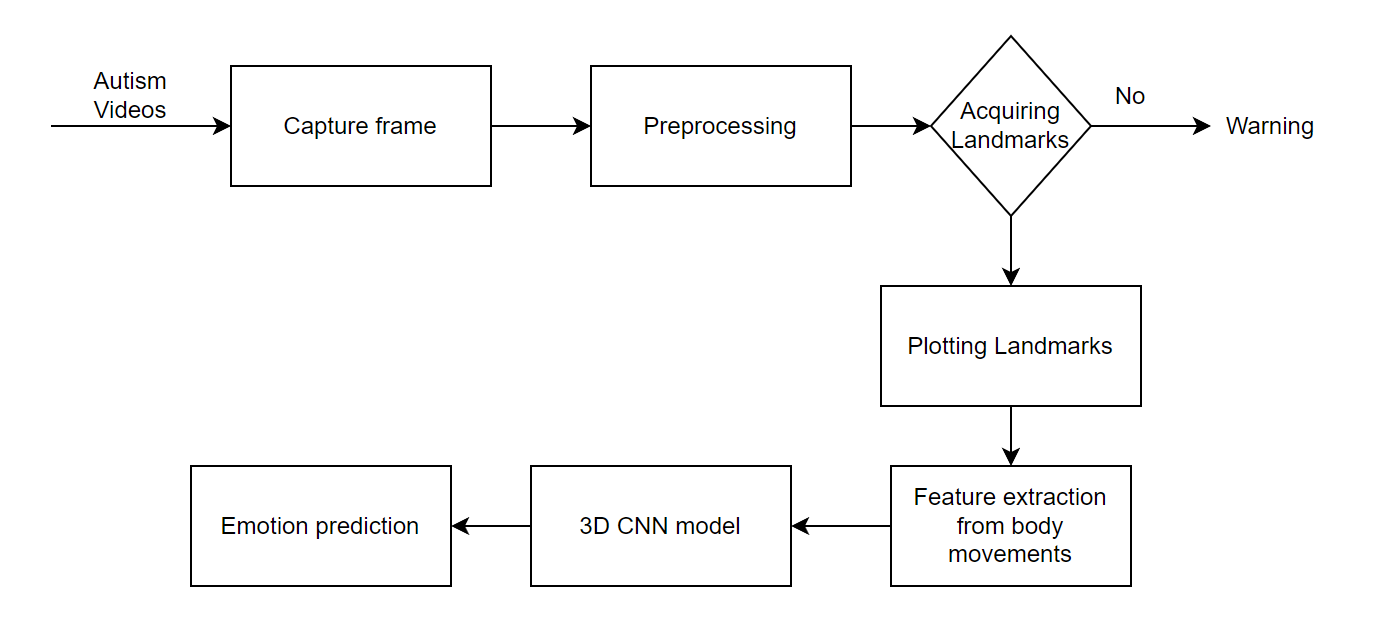 Autism
Videos
Capture frame
Preprocessing
Acquiring
Landmarks
No
Warning
Plotting Landmarks
Feature extraction
from body
movements
3D CNN model
Emotion prediction